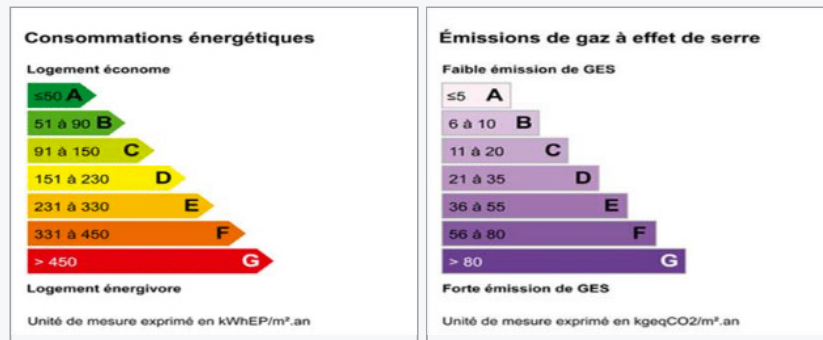 Consommations énergétiques
Logement économe
≤50 A
51 à 90 B
91 à 150 C
151 à 230 D
231 à 330 E
331 à 450 F
> 450 G
Logement énergivore
Unité de mesure exprimé en kWhEP/m².an
Émissions de gaz à effet de serre
Faible émission de GES
≤5 A
6 à 10 B
11 à 20 C
21 à 35 D
36 à 55 E
56 à 80 F
> 80 G
Forte émission de GES
Unité de mesure exprimé en kgeqCO2/m².an